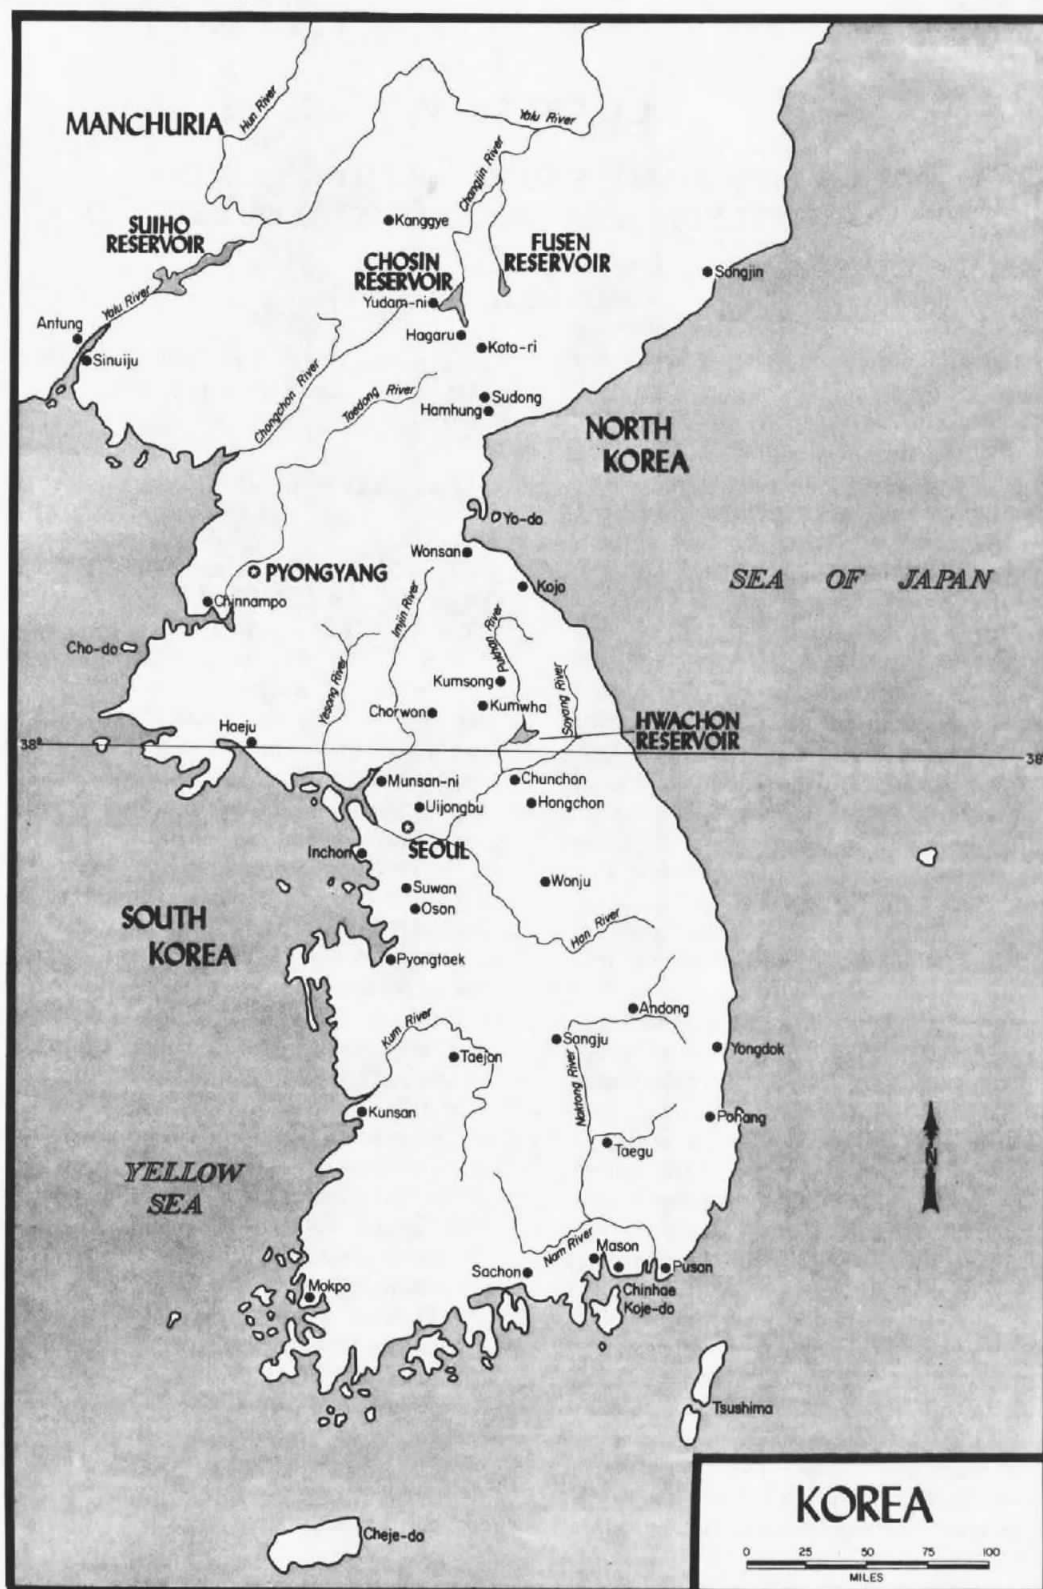 Hun River
MANCHURIA
Yalu River
Changjin River
SUIHO
RESERVOIR
Kanggye
FUSEN
RESERVOIR
CHOSIN
RESERVOIR
Songjin
Yudam-ni
Yalu River
Antung
Sinuiju
Hagaru
Koto-ri
Chongchon River
Taedong River
Sudong
Hamhung
NORTH
KOREA
Yo-do
Wonsan
PYONGYANG
Kojo
SEA OF JAPAN
Chinnampo
Imjin River
Cho-do
Pukhan River
Yesong River
Kumsong
Soyang River
Chorwon
Kumwha
HWACHON
RESERVOIR
Haeju
38°
38°
Munsan-ni
Chunchon
Uijongbu
Hongchon
SEOUL
Inchon
Suwan
Wonju
Oson
SOUTH
KOREA
Han River
Pyongtaek
Andong
Kum River
Sangju
Yongdok
Taejon
Naktong River
Kunsan
Pohang
Taegu
N
YELLOW
SEA
Nam River
Mason
Sachon
Pusan
Chinhae
Koje-do
Mokpo
Tsushima
KOREA
Cheje-do
0 25 50 75 100
MILES